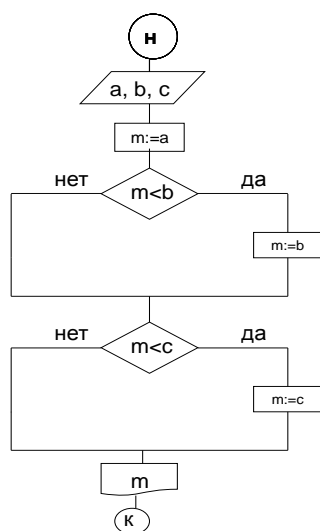 н
a, b, c
m:=a
нет m<b да
m:=b
нет m<c да
m:=c
m
к